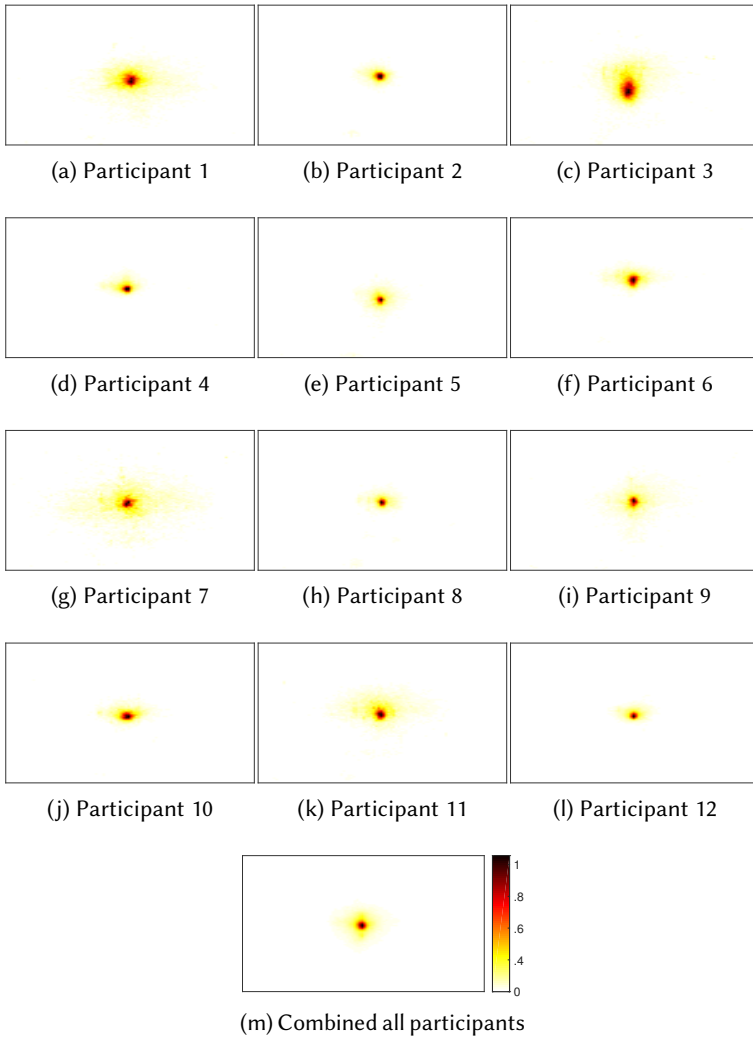 (a) Participant 1 (b) Participant 2 (c) Participant 3
(d) Participant 4 (e) Participant 5 (f) Participant 6
(g) Participant 7 (h) Participant 8 (i) Participant 9
(j) Participant 10 (k) Participant 11 (l) Participant 12
1
.8
.6
.4
0
(m) Combined all participants